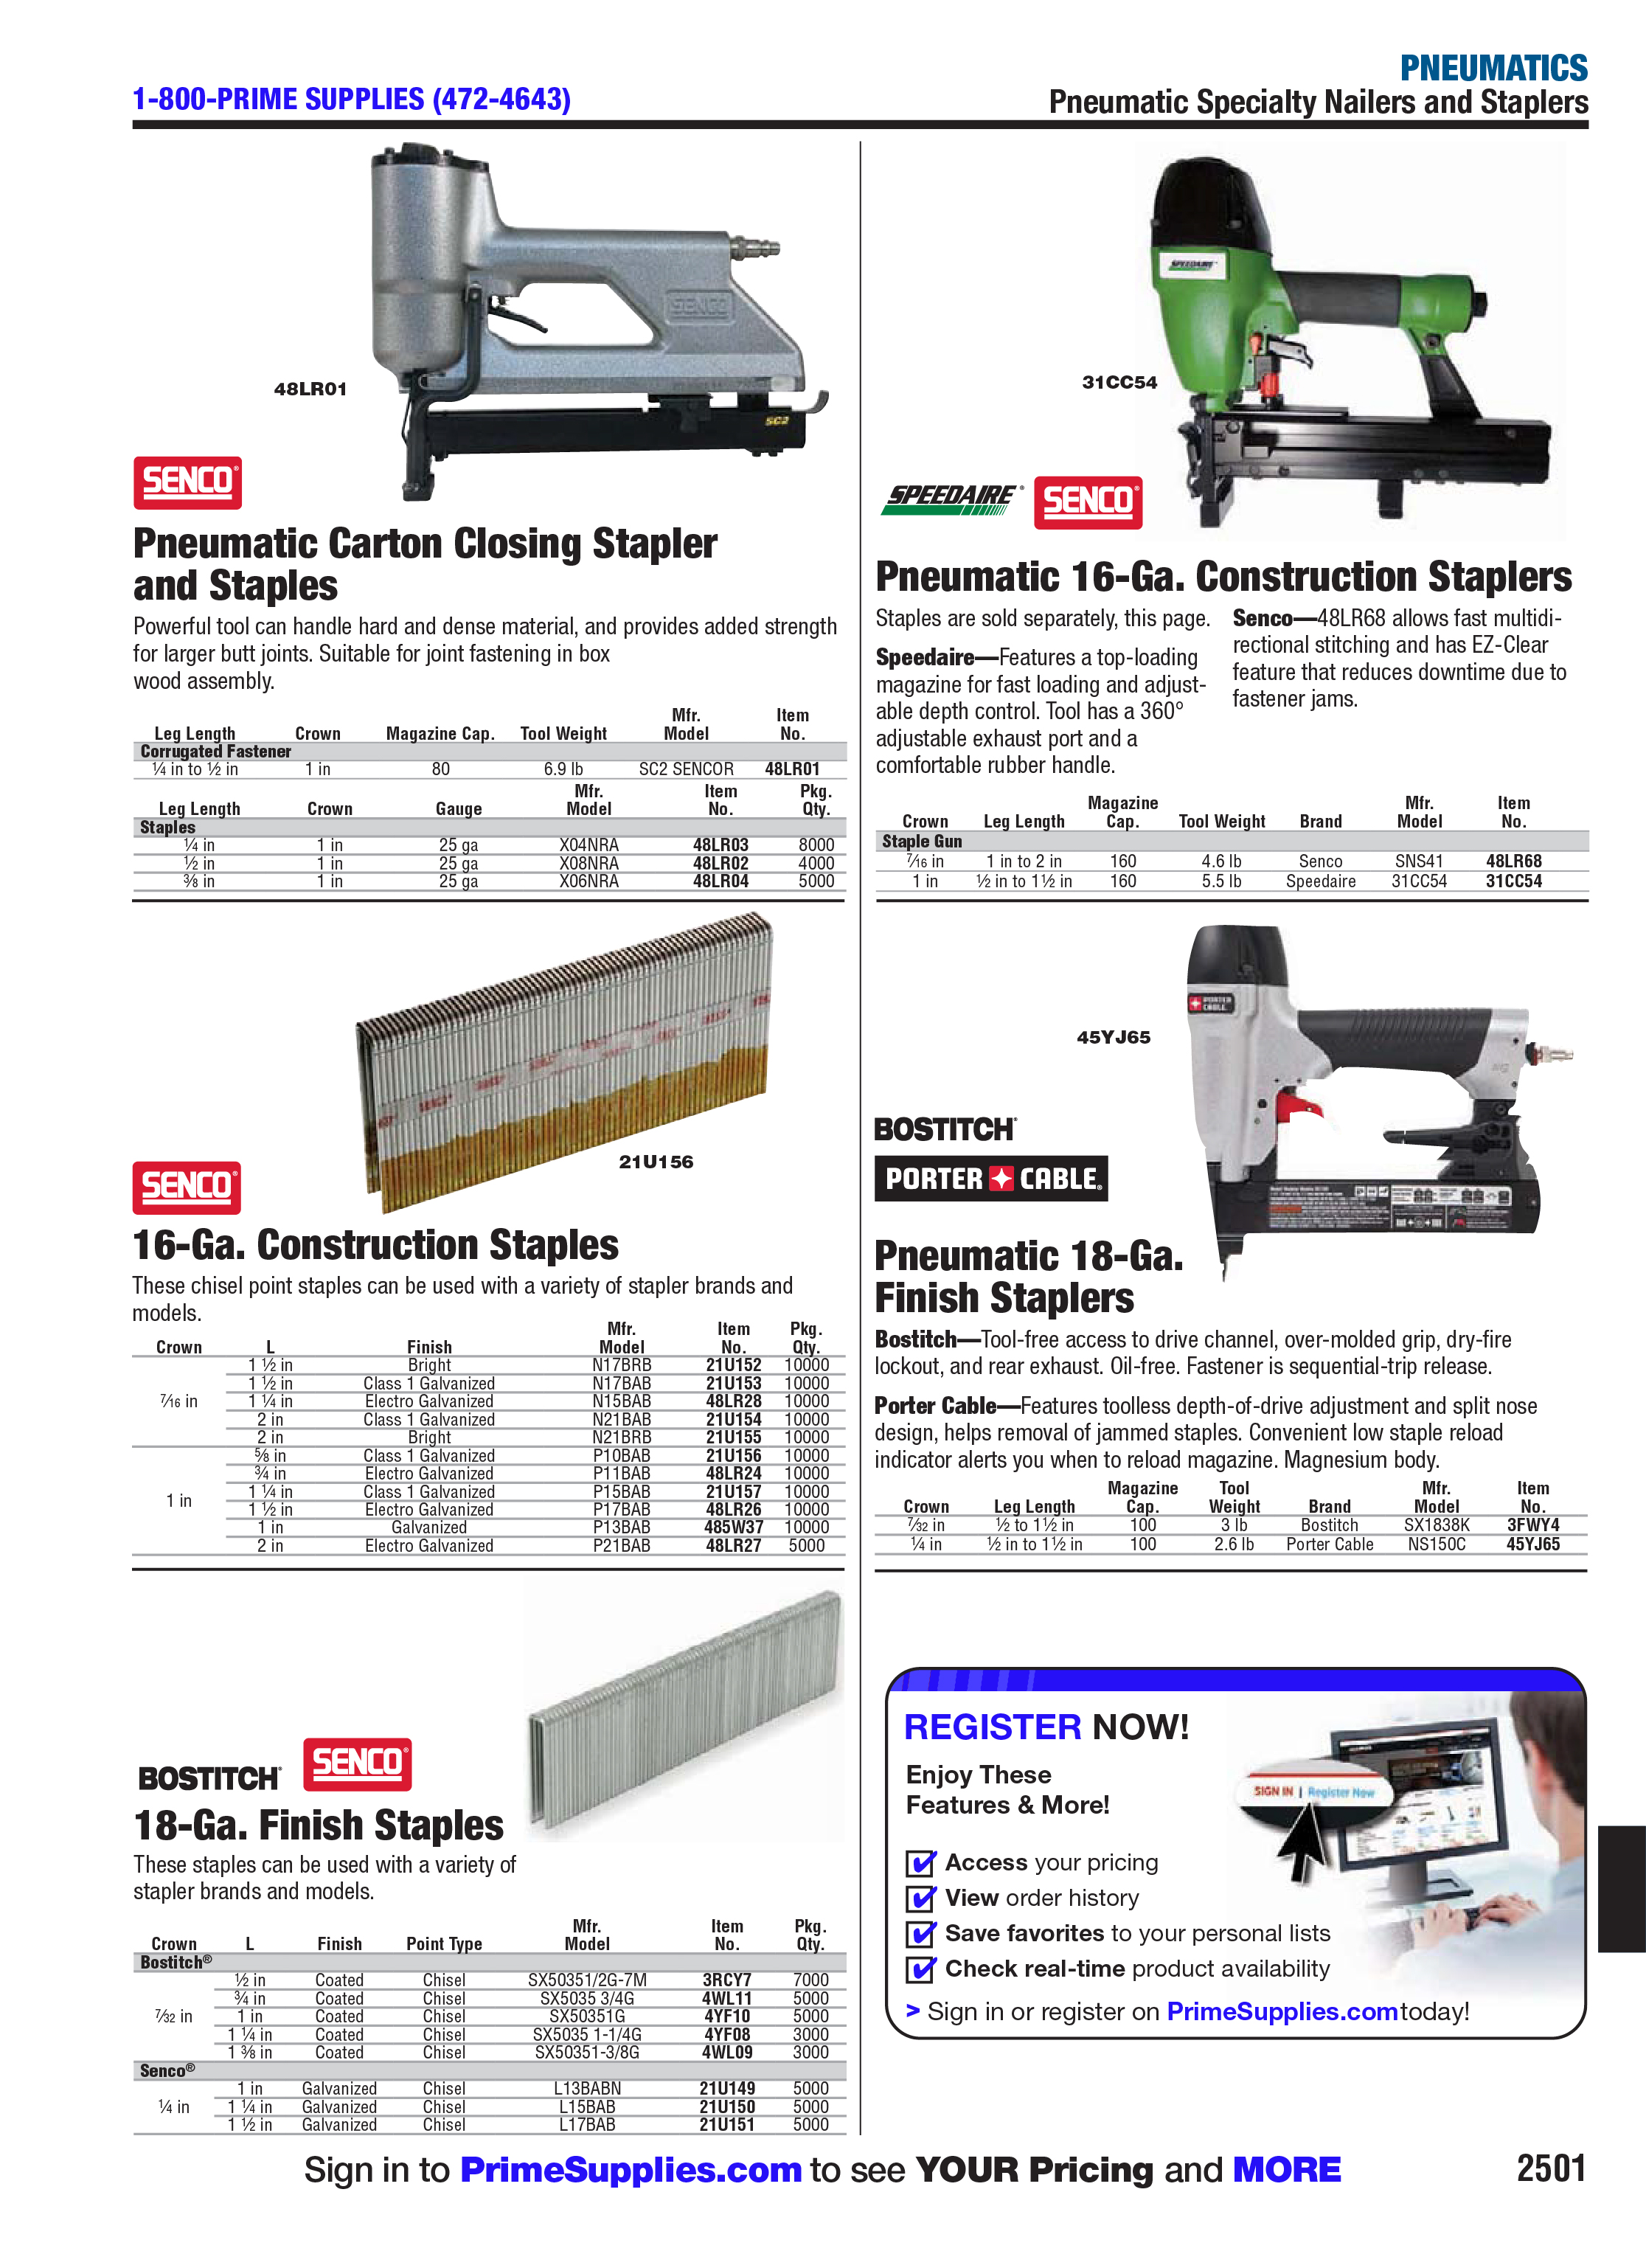 PNEUMATICS
1-800-PRIME SUPPLIES (472-4643)
Pneumatic Specialty Nailers and Staplers
48LR01
SENCO
SC2
SENCO®
Pneumatic Carton Closing Stapler
and Staples
Powerful tool can handle hard and dense material, and provides added strength
for larger butt joints. Suitable for joint fastening in box
wood assembly.
Leg Length Crown Magazine Cap. Tool Weight Mfr. Model Item No.
Corrugated Fastener
¼ in to ½ in 1 in 80 6.9 lb SC2 SENCOR 48LR01
Leg Length Crown Gauge Mfr. Model Item No. Pkg. Qty.
Staples
¼ in 1 in 25 ga X04NRA 48LR03 8000
½ in 1 in 25 ga X08NRA 48LR02 4000
⅜ in 1 in 25 ga X06NRA 48LR04 5000
21U156
SENCO®
16-Ga. Construction Staples
These chisel point staples can be used with a variety of stapler brands and
models.
Crown L Finish Mfr. Model Item No. Pkg. Qty.
1 ½ in Bright N17BRB 21U152 10000
1 ½ in Class 1 Galvanized N17BAB 21U153 10000
7⁄16 in 1 ¼ in Electro Galvanized N15BAB 48LR28 10000
2 in Class 1 Galvanized N21BAB 21U154 10000
2 in Bright N21BRB 21U155 10000
⅝ in Class 1 Galvanized P10BAB 21U156 10000
¾ in Electro Galvanized P11BAB 48LR24 10000
1 ¼ in Class 1 Galvanized P15BAB 21U157 10000
1 in 1 ½ in Electro Galvanized P17BAB 48LR26 10000
1 in Galvanized P13BAB 485W37 10000
2 in Electro Galvanized P21BAB 48LR27 5000
BOSTITCH® SENCO®
18-Ga. Finish Staples
These staples can be used with a variety of
stapler brands and models.
Crown L Finish Point Type Mfr. Model Item No. Pkg. Qty.
Bostitch®
½ in Coated Chisel SX50351/2G-7M 3RCY7 7000
¾ in Coated Chisel SX5035 3/4G 4WL11 5000
7⁄32 in 1 in Coated Chisel SX50351G 4YF10 5000
1 ¼ in Coated Chisel SX5035 1-1/4G 4YF08 3000
1 ⅜ in Coated Chisel SX50351-3/8G 4WL09 3000
Senco®
1 in Galvanized Chisel L13BABN 21U149 5000
¼ in 1 ¼ in Galvanized Chisel L15BAB 21U150 5000
1 ½ in Galvanized Chisel L17BAB 21U151 5000
SPEEDAIRE
31CC54
SPEEDAIRE® SENCO®
Pneumatic 16-Ga. Construction Staplers
Staples are sold separately, this page.
Speedaire—Features a top-loading
magazine for fast loading and adjust-
able depth control. Tool has a 360°
adjustable exhaust port and a
comfortable rubber handle.
Senco—48LR68 allows fast multidi-
rectional stitching and has EZ-Clear
feature that reduces downtime due to
fastener jams.
Crown Leg Length Magazine Cap. Tool Weight Brand Mfr. Model Item No.
Staple Gun
7⁄16 in 1 in to 2 in 160 4.6 lb Senco SNS41 48LR68
1 in ½ in to 1½ in 160 5.5 lb Speedaire 31CC54 31CC54
PORTER
CABLE
45YJ65
BOSTITCH®
PORTER CABLE®
Pneumatic 18-Ga.
Finish Staplers
Bostitch—Tool-free access to drive channel, over-molded grip, dry-fire
lockout, and rear exhaust. Oil-free. Fastener is sequential-trip release.
Porter Cable—Features toolless depth-of-drive adjustment and split nose
design, helps removal of jammed staples. Convenient low staple reload
indicator alerts you when to reload magazine. Magnesium body.
Crown Leg Length Magazine Cap. Tool Weight Brand Mfr. Model Item No.
7⁄32 in ½ to 1½ in 100 3 lb Bostitch SX1838K 3FWY4
¼ in ½ in to 1½ in 100 2.6 lb Porter Cable NS150C 45YJ65
REGISTER NOW!
Enjoy These
Features & More!
SIGN IN | Register Now
Access your pricing
View order history
Save favorites to your personal lists
Check real-time product availability
> Sign in or register on PrimeSupplies.comtoday!
Sign in to PrimeSupplies.com to see YOUR Pricing and MORE
2501